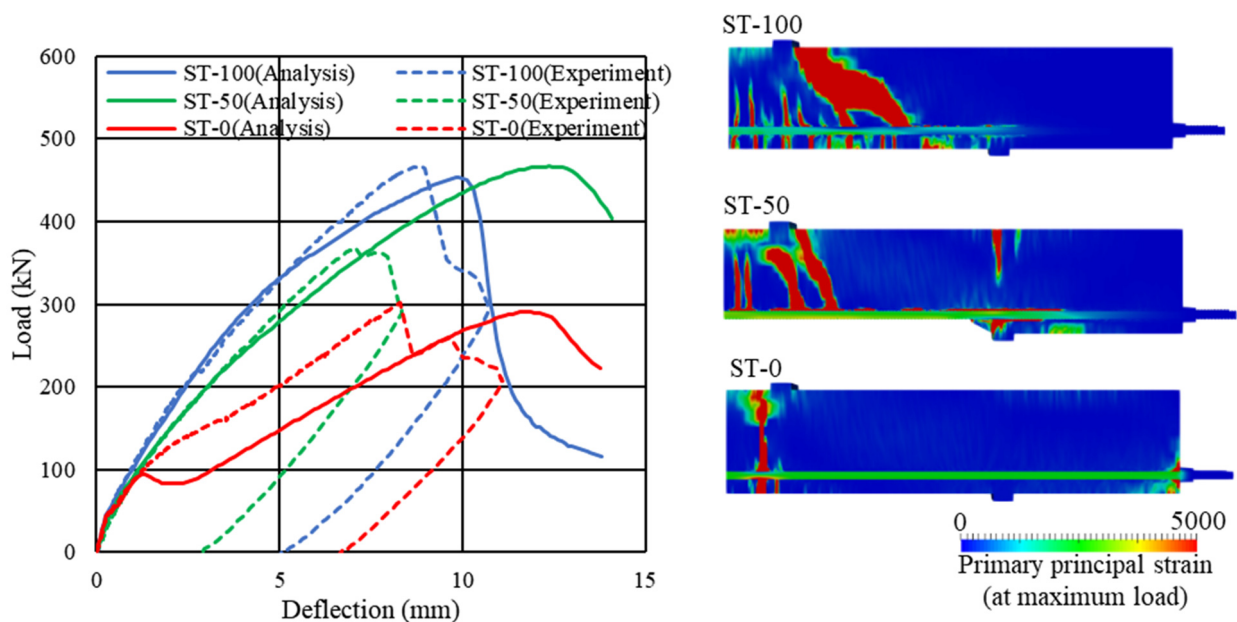 600
500
400
300
200
100
0
Load (kN)
ST-100(Analysis)
ST-50(Analysis)
ST-0(Analysis)
ST-100(Experiment)
ST-50(Experiment)
ST-0(Experiment)
0 5 10 15
Deflection (mm)
ST-100
ST-50
ST-0
0 5000
Primary principal strain
(at maximum load)